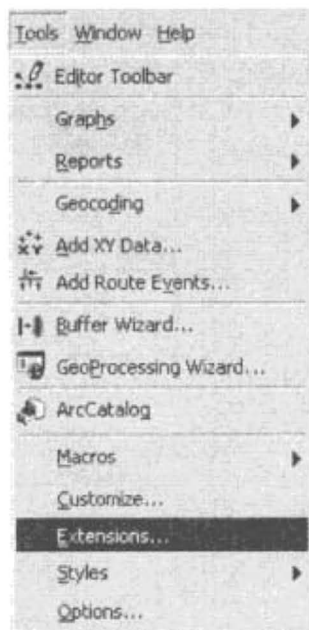 Tools Window Help
Editor Toolbar
Graphs
Reports
Geocoding
Add XY Data...
Add Route Events...
Buffer Wizard...
GeoProcessing Wizard...
ArcCatalog
Macros
Customize...
Extensions...
Styles
Options...